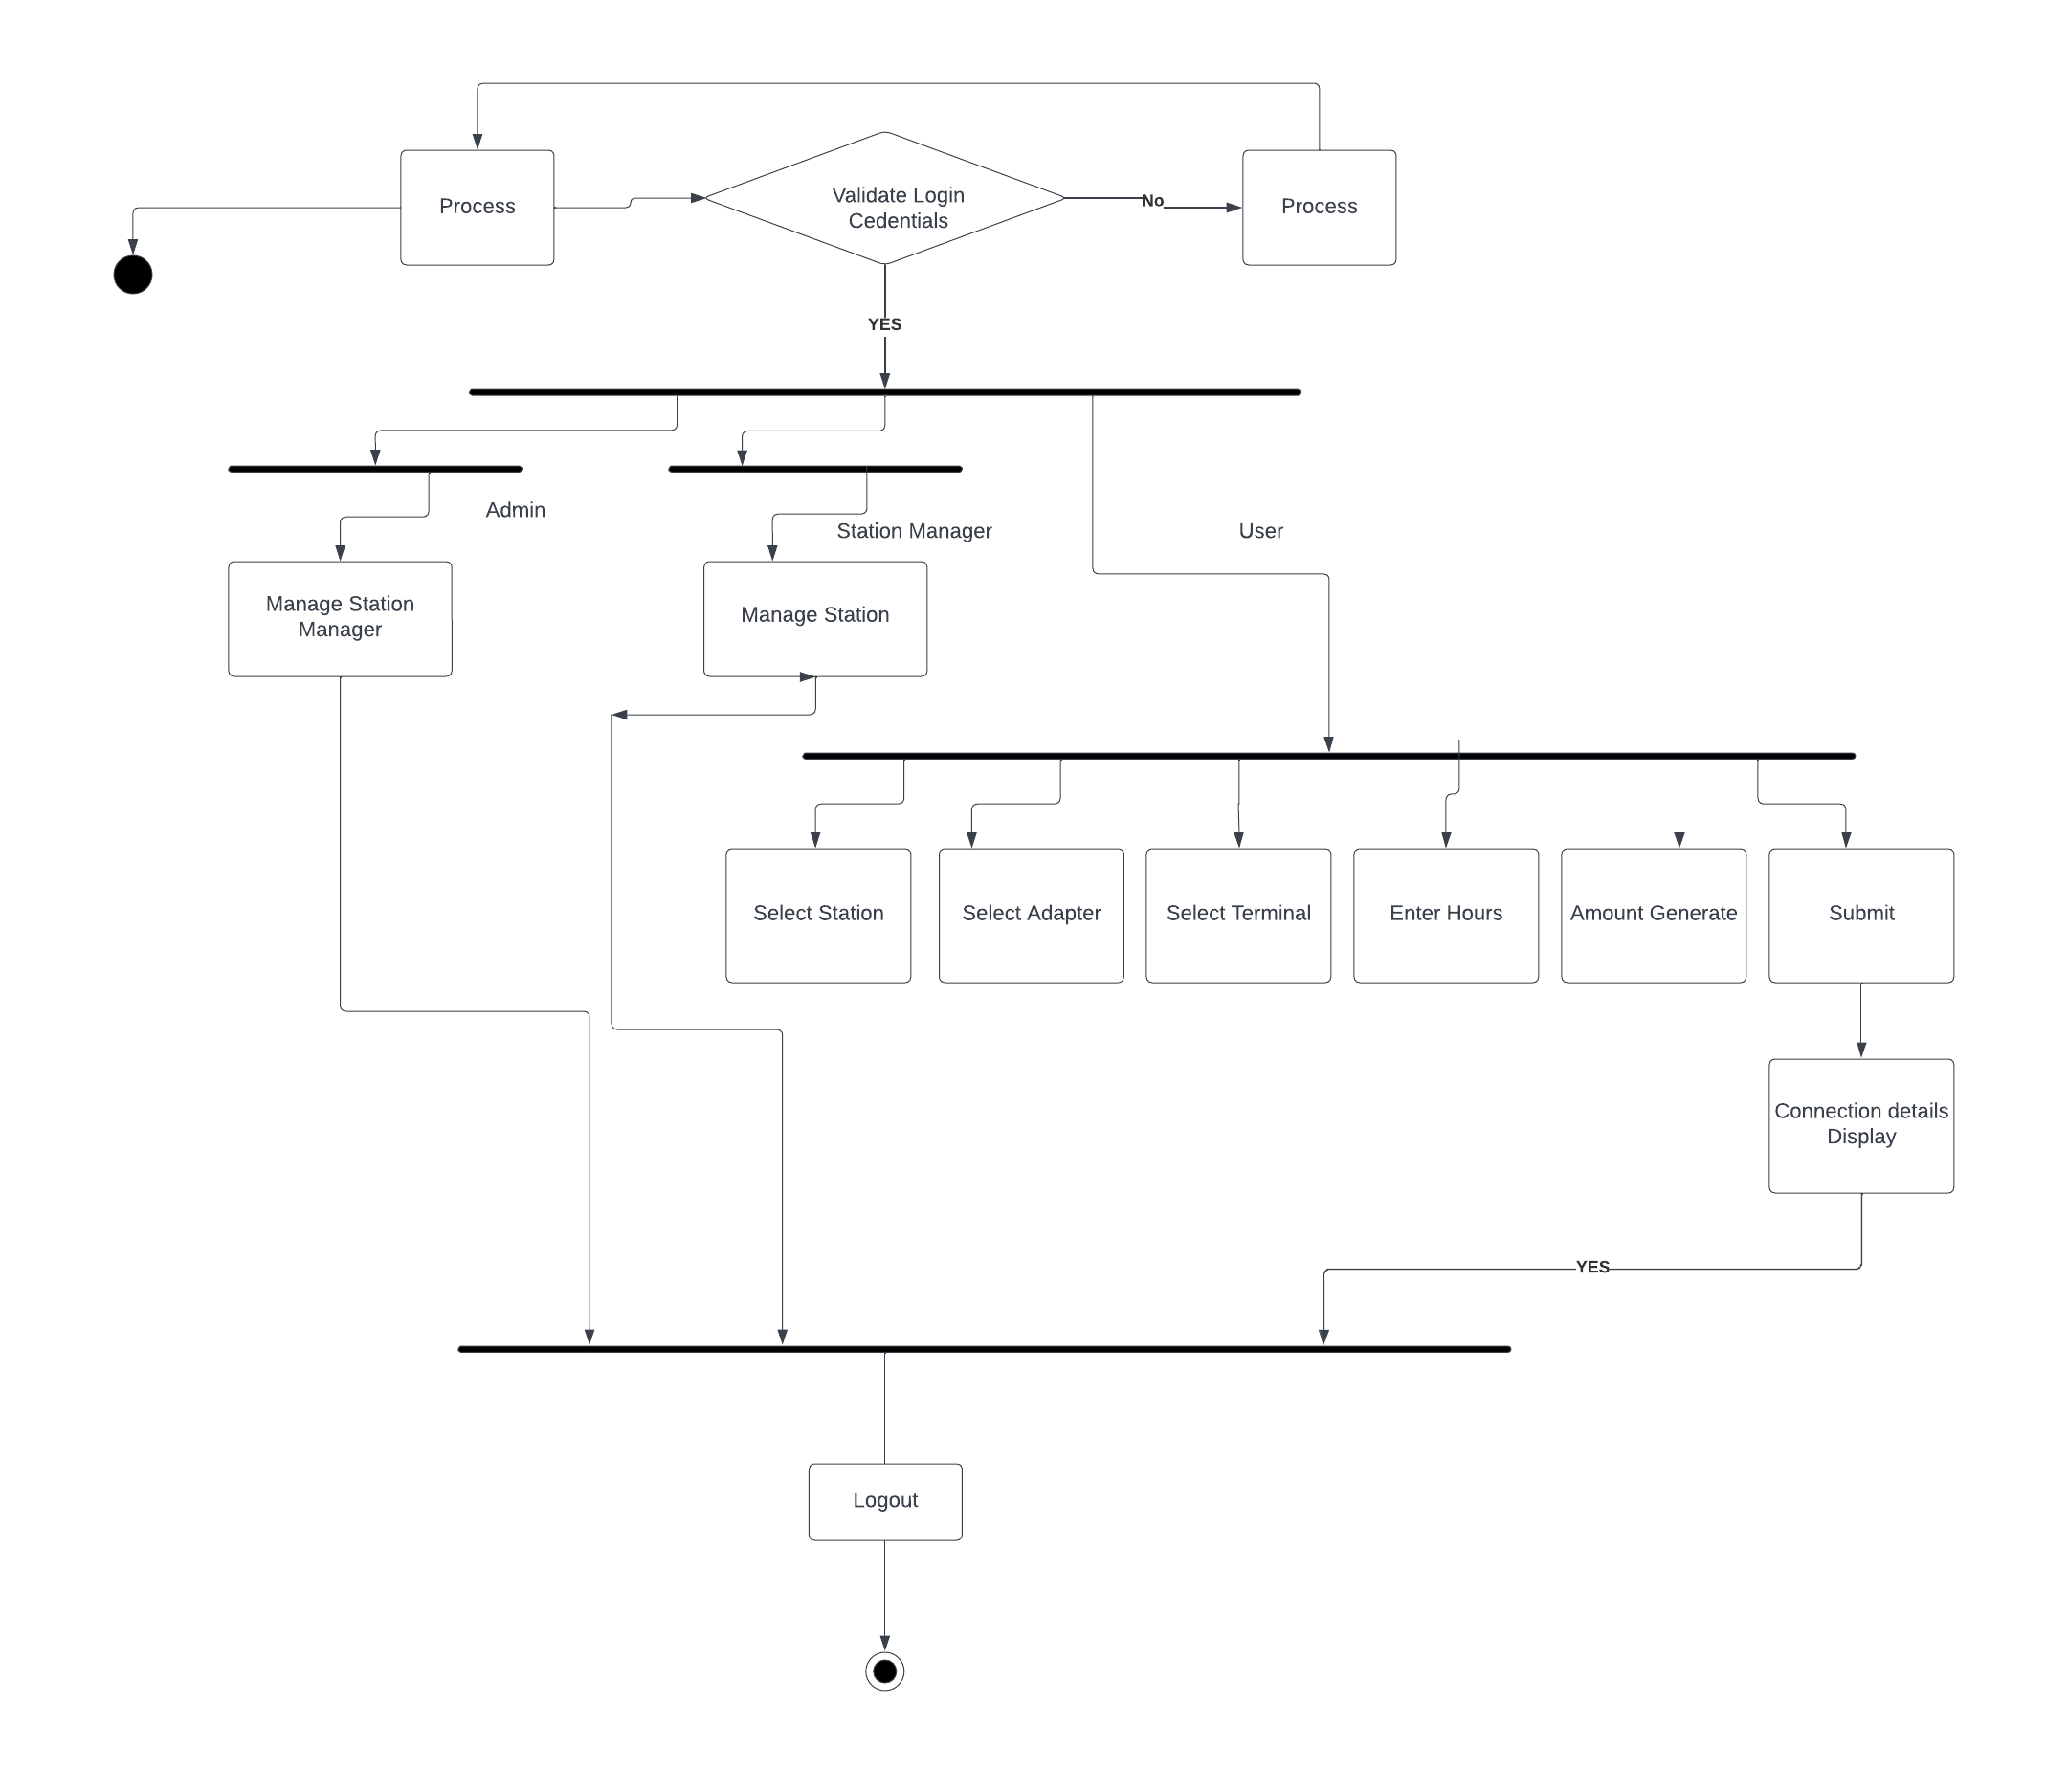 Process
Validate Login
Cedentials
No
Process
YES
Admin
Station Manager
User
Manage Station
Manager
Manage Station
Select Station
Select Adapter
Select Terminal
Enter Hours
Amount Generate
Submit
Connection details
Display
YES
Logout